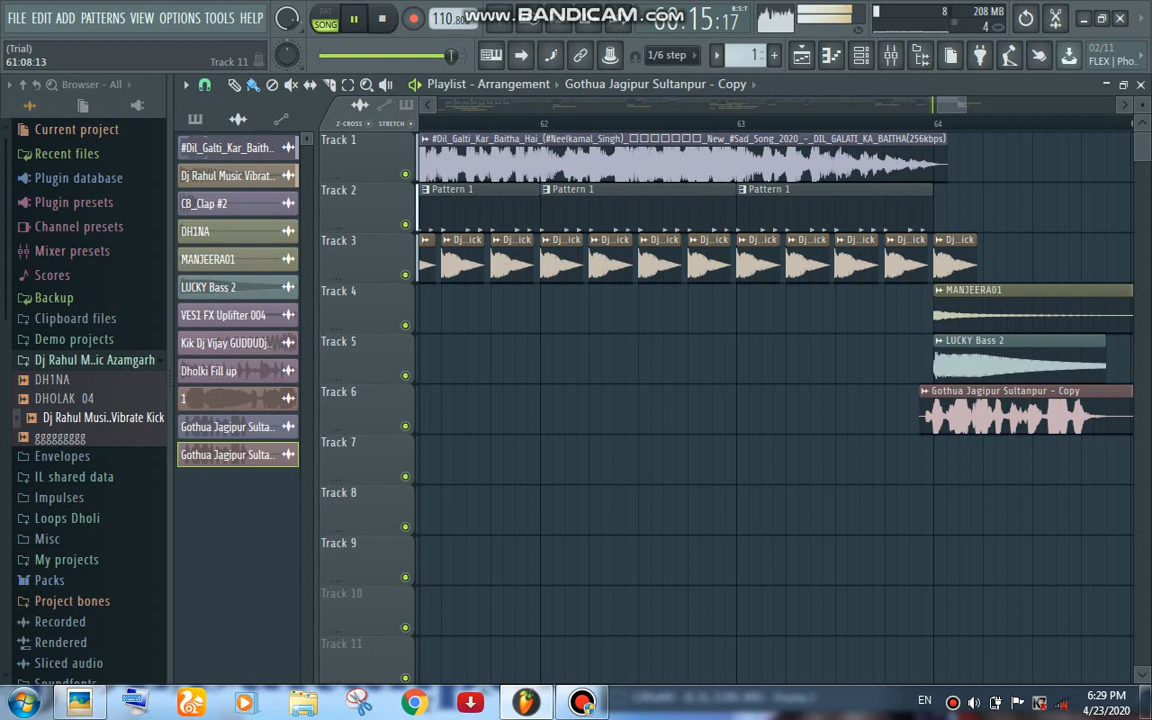 FILE EDIT ADD PATTERNS VIEW OPTIONS TOOLS HELP
PAT
SONG
110.800
www.BANDICAM.com
00:15:17
B:S:T
8
208 MB
4
(Trial)
61:08:13
Track 11
1/6 step
1
02/11
FLEX | Pho..
Browser - All
Playlist - Arrangement
Gothua Jagipur Sultanpur - Copy
Z-CROSS
STRETCH
62
63
64
Current project
Recent files
Plugin database
Plugin presets
Channel presets
Mixer presets
Scores
Backup
Clipboard files
Demo projects
Dj Rahul M..ic Azamgarh
DH1NA
DHOLAK_04
Dj Rahul Musi..Vibrate Kick
ggggggggg
Envelopes
IL shared data
Impulses
Loops Dholi
Misc
My projects
Packs
Project bones
Recorded
Rendered
Sliced audio
Soundfonts
#Dil_Galti_Kar_Baith..
Dj Rahul Music Vibrat..
CB_Clap #2
DH1NA
MANJEERA01
LUCKY Bass 2
VES1 FX Uplifter 004
Kik Dj Vijay GUDDUDj..
Dholki Fill up
1
Gothua Jagipur Sulta..
Gothua Jagipur Sulta..
Track 1
#Dil_Galti_Kar_Baitha_Hai_(#Neelkamal_Singh)_□□□□□□□_New_#Sad_Song_2020_-_DIL_GALATI_KA_BAITHA(256kbps)
Track 2
Pattern 1
Pattern 1
Pattern 1
Track 3
Dj..ick
Dj..ick
Dj..ick
Dj..ick
Dj..ick
Dj..ick
Dj..ick
Dj..ick
Dj..ick
Dj..ick
Dj..ick
Track 4
MANJEERA01
Track 5
LUCKY Bass 2
Track 6
Gothua Jagipur Sultanpur - Copy
Track 7
Track 8
Track 9
Track 10
Track 11
EN
6:29 PM
4/23/2020